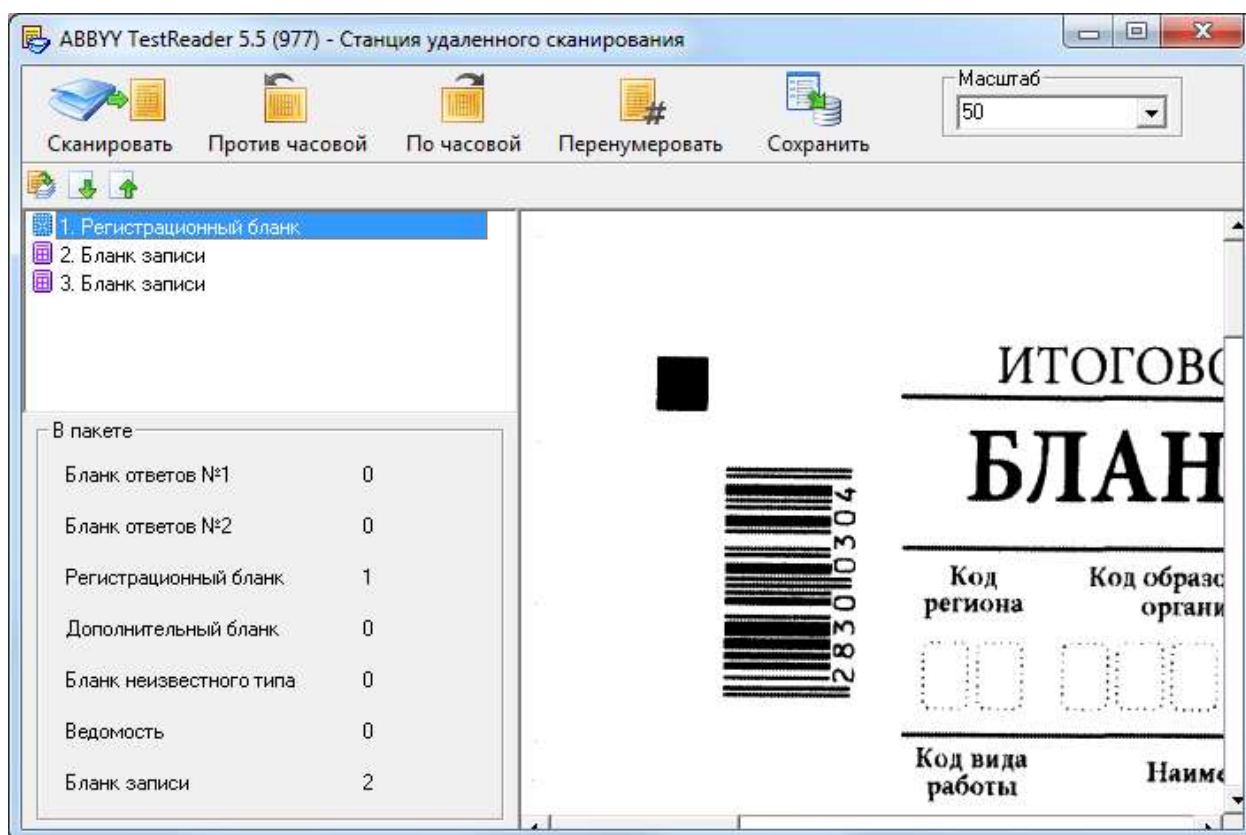 ABBYY TestReader 5.5 (977) - Станция удаленного сканирования
Сканировать
Против часовой
По часовой
Перенумеровать
Сохранить
Масштаб
50
1. Регистрационный бланк
2. Бланк записи
3. Бланк записи
В пакете
Бланк ответов №1 0
Бланк ответов №2 0
Регистрационный бланк 1
Дополнительный бланк 0
Бланк неизвестного типа 0
Ведомость 0
Бланк записи 2
2830030304
ИТОГОВО
БЛАН
Код
региона
Код образо
органи
Код вида
работы
Наиме